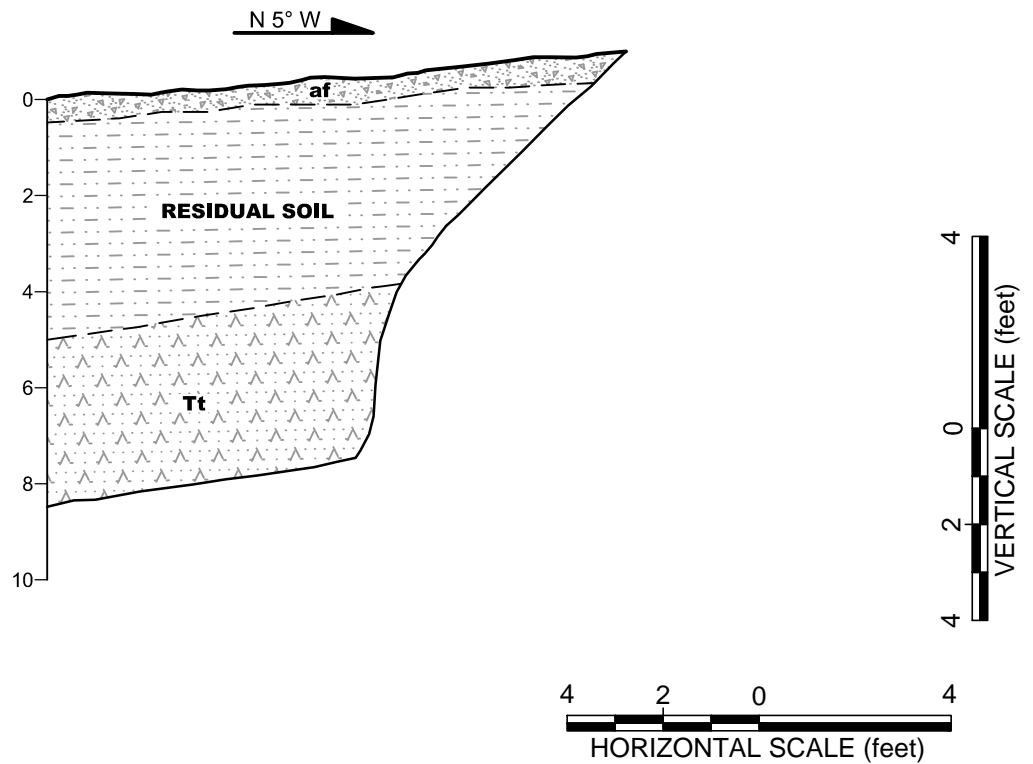 N 5° W
af
0
2
RESIDUAL SOIL
4
6
Tt
8
10
4
0
2
4
VERTICAL SCALE (feet)
4 2 0 4
HORIZONTAL SCALE (feet)